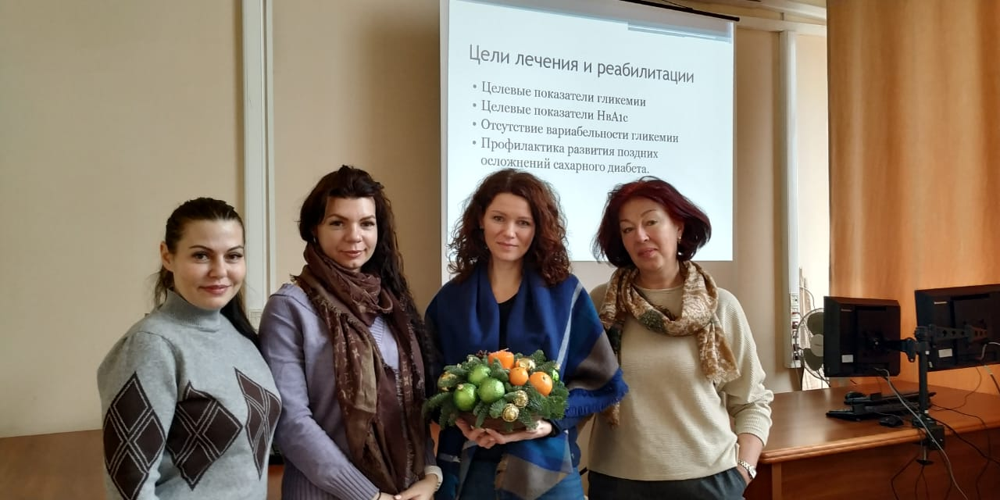 Цели лечения и реабилитации
• Целевые показатели гликемии
• Целевые показатели НвА1с
• Отсутствие вариабельности гликемии
• Профилактика развития поздних
осложнений сахарного диабета.